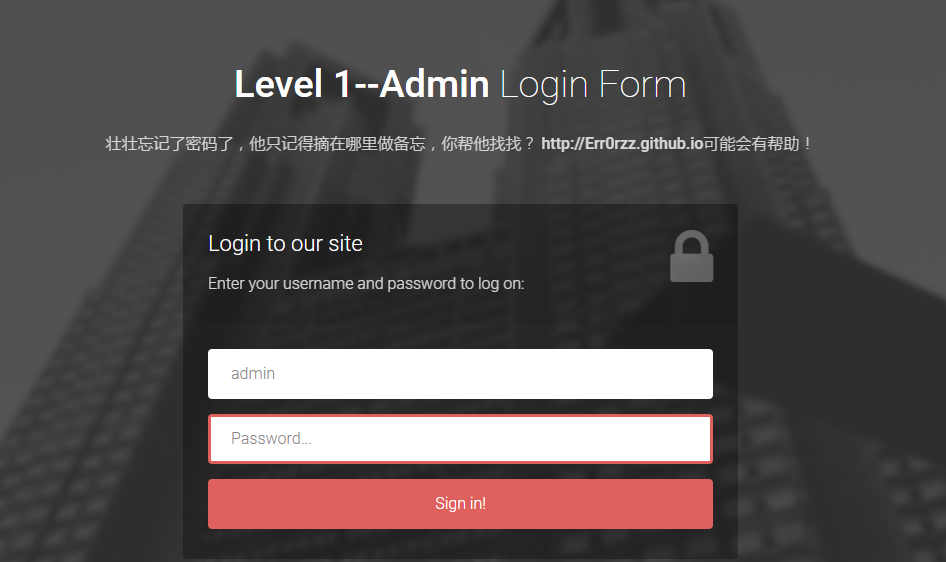 Level 1--Admin Login Form
壮壮忘记了密码了，他只记得摘在哪里做备忘，你帮他找找？ http://Err0rzz.github.io可能会有帮助！
Login to our site
Enter your username and password to log on:
admin
Password...
Sign in!